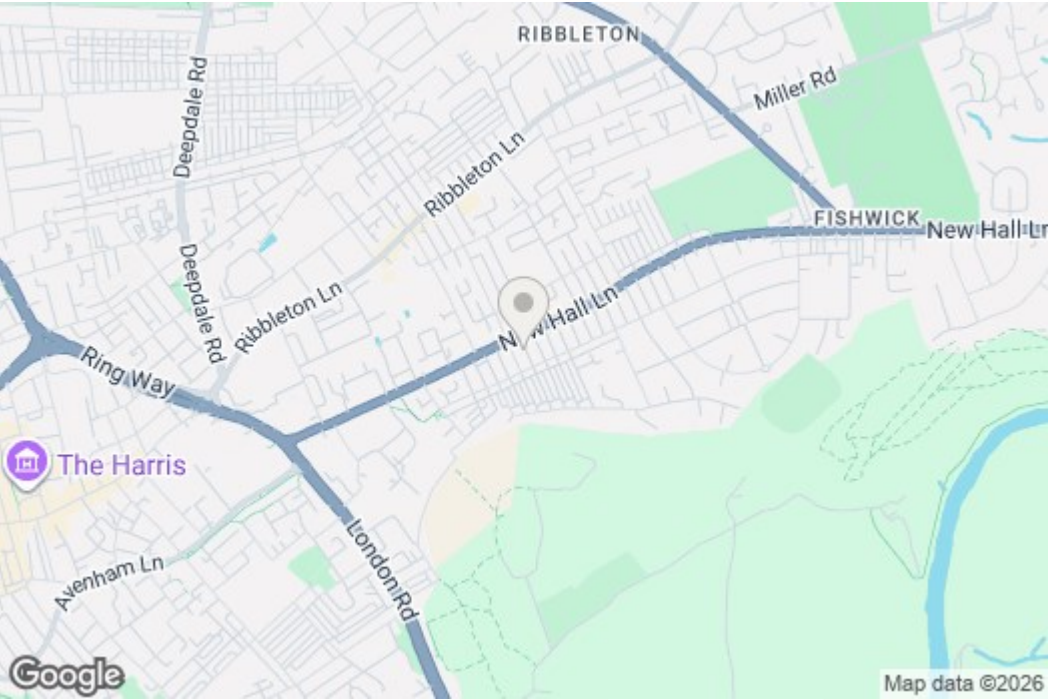 RIBBLETON
Deepdale Rd
Miller Rd
Ribbleton Ln
FISHWICK
New Hall Ln
Deepdale Rd
Ribbleton Ln
New Hall Ln
Ring Way
The Harris
London Rd
Avenham Ln
Google
Map data ©2026